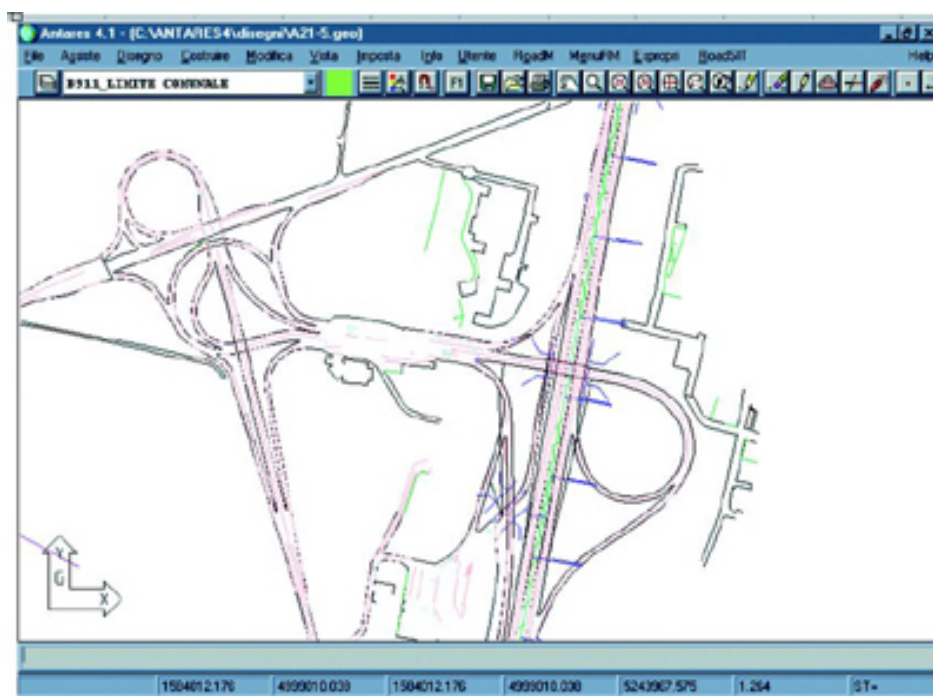 Antares 4.1 - [C:\ANTARES4\disegni\A21-5.geo]
File Assiste Disegno Costruire Modifica Vista Imposta Info Utente RoadM MenuRM Espropri RoadSIT Help
B911_LIMITE COMUNALE
Y
G
X
1584012.176 4999010.038 1584012.176 4999010.038 5243967.575 1.264 ST=